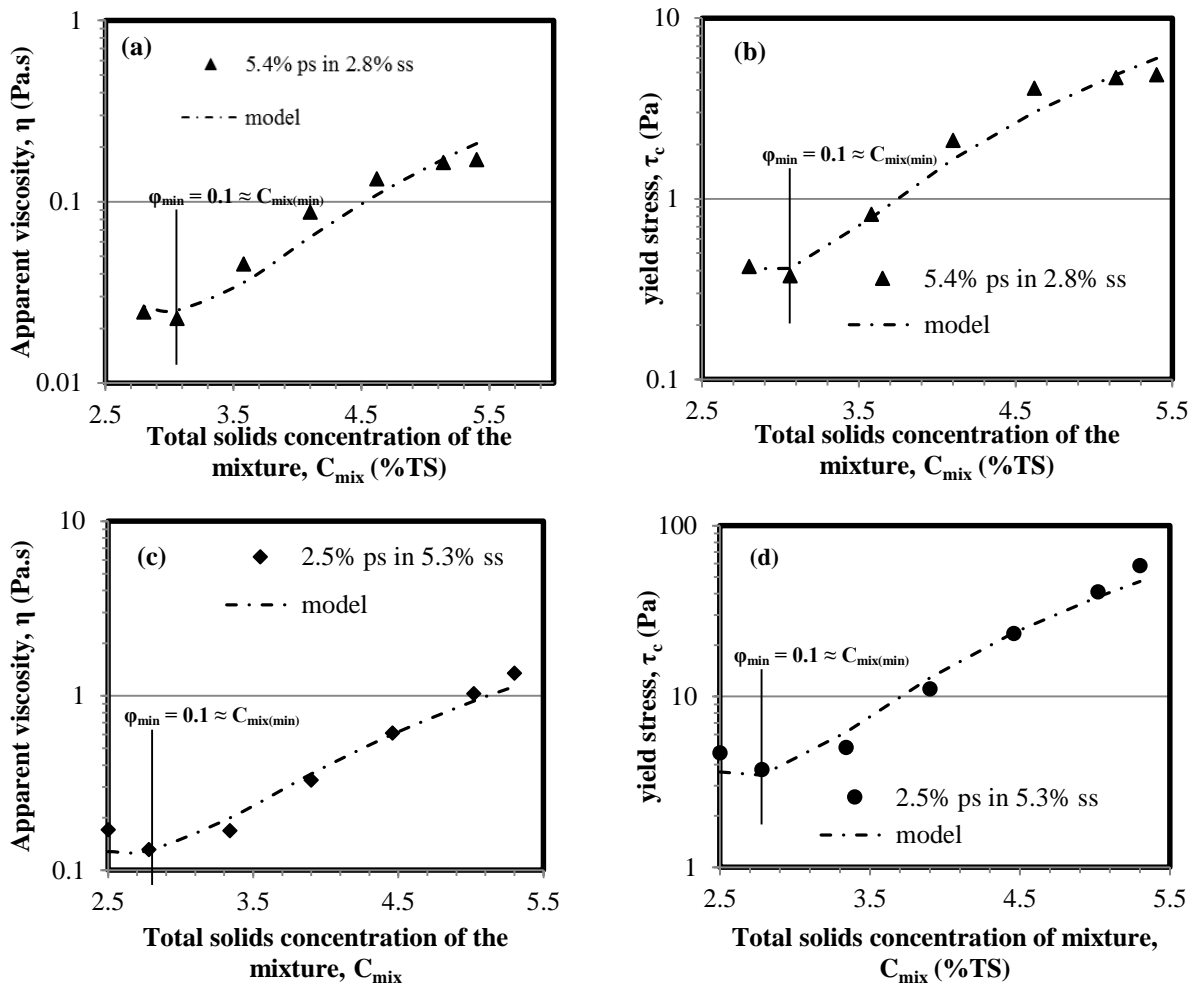 Apparent viscosity, η (Pa.s)
1
0.1
0.01
(a)
5.4% ps in 2.8% ss
model
φmin = 0.1 ≈ Cmix(min)
2.5 3.5 4.5 5.5
Total solids concentration of the
mixture, Cmix (%TS)
yield stress, τc (Pa)
10
1
0.1
(b)
φmin = 0.1 ≈ Cmix(min)
5.4% ps in 2.8% ss
model
2.5 3.5 4.5 5.5
Total solids concentration of the
mixture, Cmix (%TS)
Apparent viscosity, η (Pa.s)
10
1
0.1
(c)
2.5% ps in 5.3% ss
model
φmin = 0.1 ≈ Cmix(min)
2.5 3.5 4.5 5.5
Total solids concentration of the
mixture, Cmix
yield stress, τc (Pa)
100
10
1
(d)
φmin = 0.1 ≈ Cmix(min)
2.5% ps in 5.3% ss
model
2.5 3.5 4.5 5.5
Total solids concentration of mixture,
Cmix (%TS)